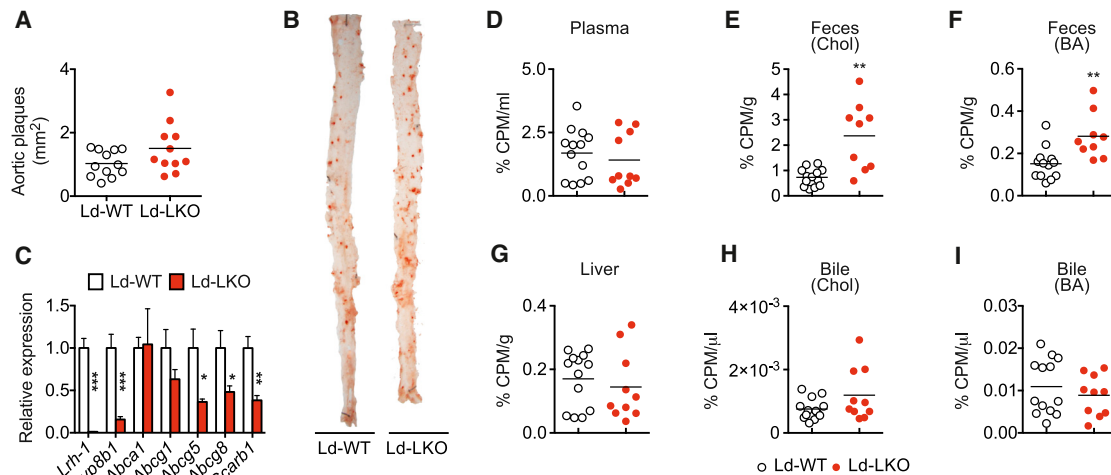 A
Aortic plaques
(mm²)
4
2
0
Ld-WT Ld-LKO
B
Ld-WT Ld-LKO
C
Ld-WT Ld-LKO
Relative expression
1.5
1.0
0.5
0.0
*** *** * * **
Lrh-1
Abca1
Abcg1
Abcg5
Abcg8
D
Plasma
% CPM/ml
5.0
2.5
0.0
E
Feces
(Chol)
% CPM/g
5
4
3
2
1
0
**
F
Feces
(BA)
% CPM/g
0.6
0.4
0.2
0.0
**
G
Liver
% CPM/g
0.4
0.2
0.0
H
Bile
(Chol)
% CPM/µl
4×10⁻³
2×10⁻³
0
I
Bile
(BA)
% CPM/µl
0.03
0.02
0.01
0.00
Ld-WT Ld-LKO